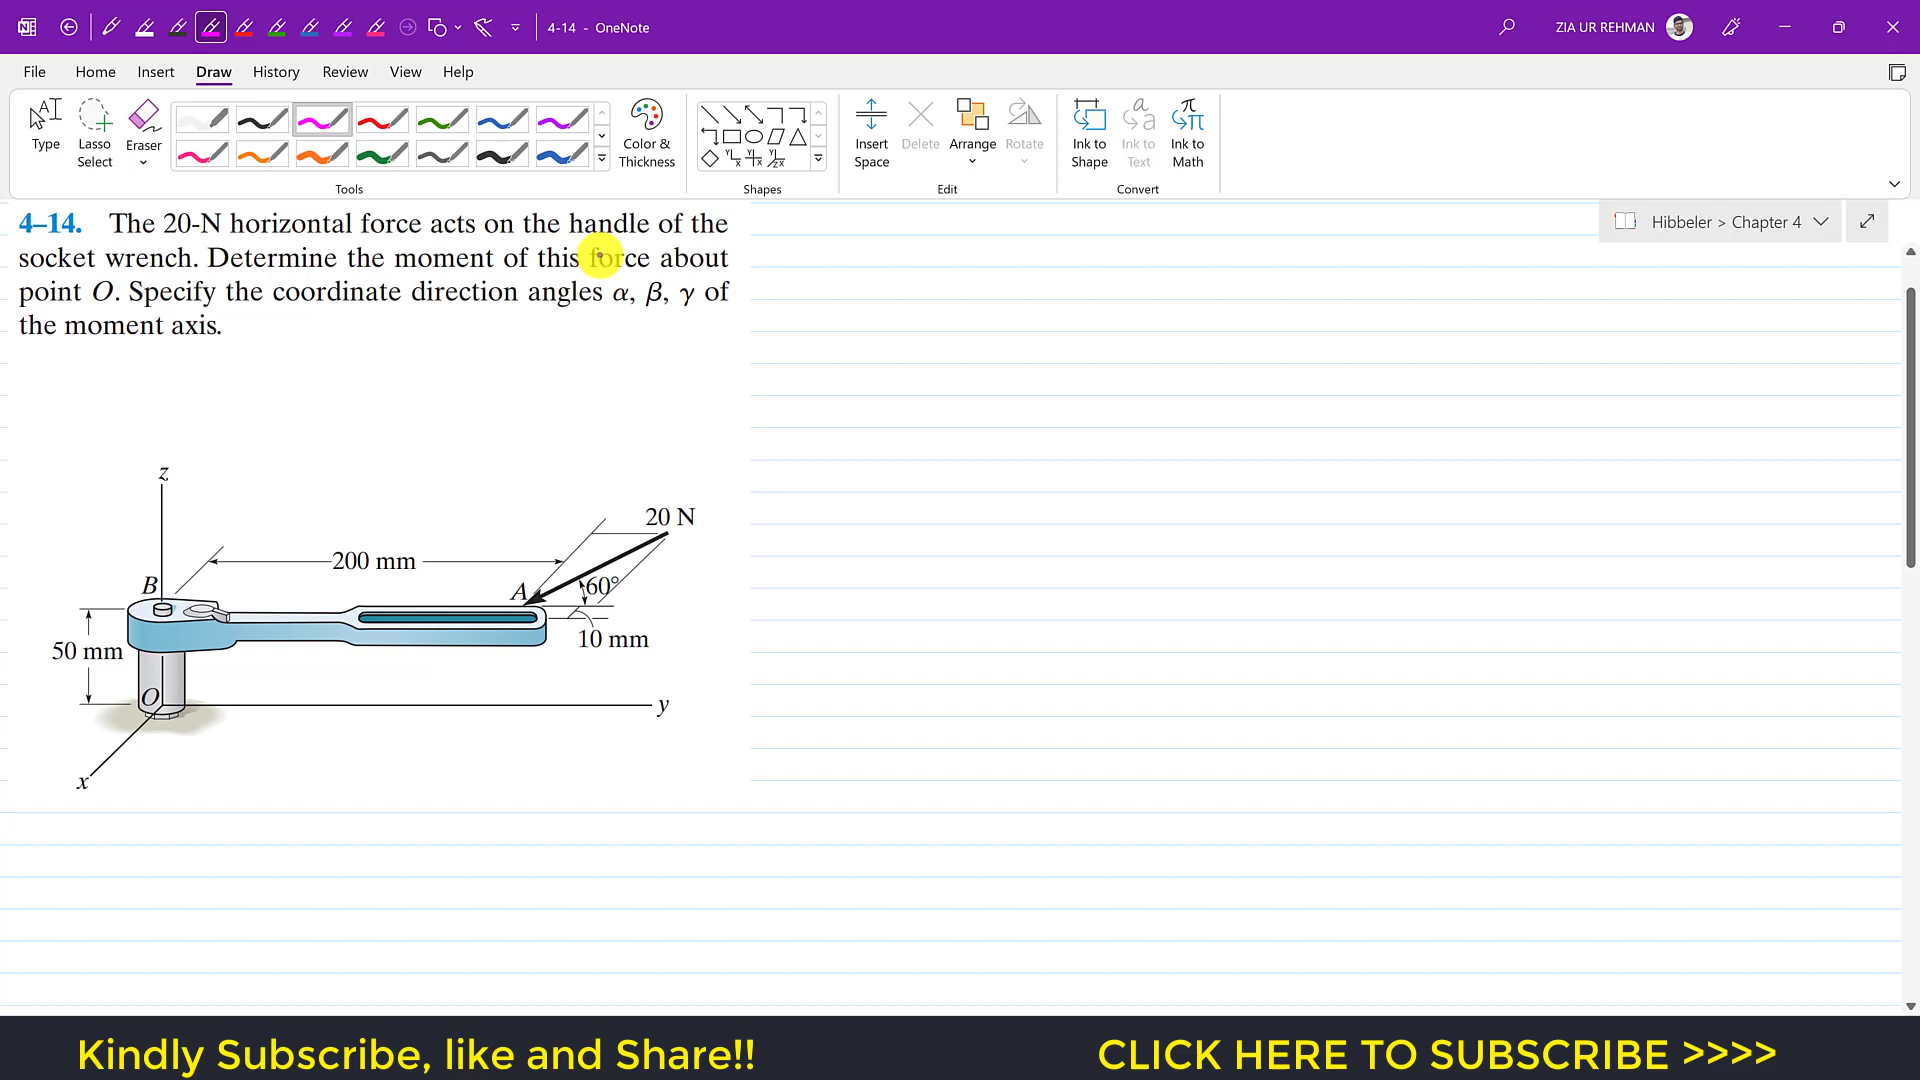 4-14 - OneNote
ZIA UR REHMAN
File Home Insert Draw History Review View Help
Type
Lasso Select
Eraser
Color & Thickness
Insert Space
Delete
Arrange
Rotate
Ink to Shape
Ink to Text
Ink to Math
Tools
Shapes
Edit
Convert
Hibbeler > Chapter 4
4–14. The 20-N horizontal force acts on the handle of the
socket wrench. Determine the moment of this force about
point O. Specify the coordinate direction angles α, β, γ of
the moment axis.
z
20 N
200 mm
B
A
60°
10 mm
50 mm
O
y
x
Kindly Subscribe, like and Share!!
CLICK HERE TO SUBSCRIBE >>>>